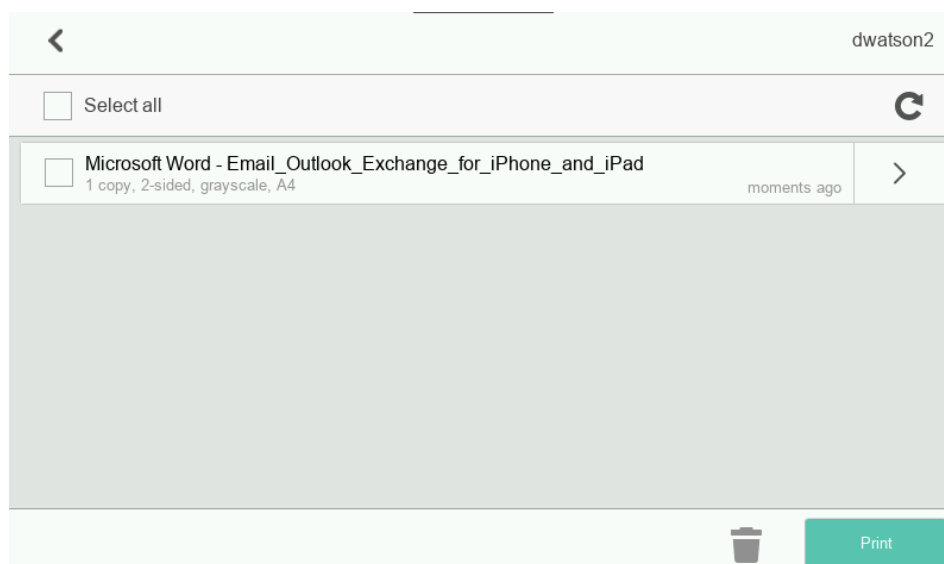 dwatson2
Select all
Microsoft Word - Email_Outlook_Exchange_for_iPhone_and_iPad
1 copy, 2-sided, grayscale, A4
moments ago
Print